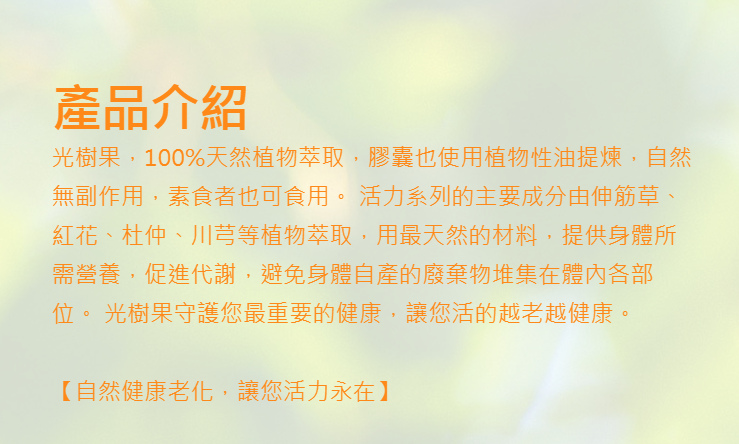 產品介紹
光樹果，100%天然植物萃取，膠囊也使用植物性油提煉，自然
無副作用，素食者也可食用。 活力系列的主要成分由伸筋草、
紅花、杜仲、川芎等植物萃取，用最天然的材料，提供身體所
需營養，促進代謝，避免身體自產的廢棄物堆集在體內各部
位。 光樹果守護您最重要的健康，讓您活的越老越健康。
【自然健康老化，讓您活力永在】